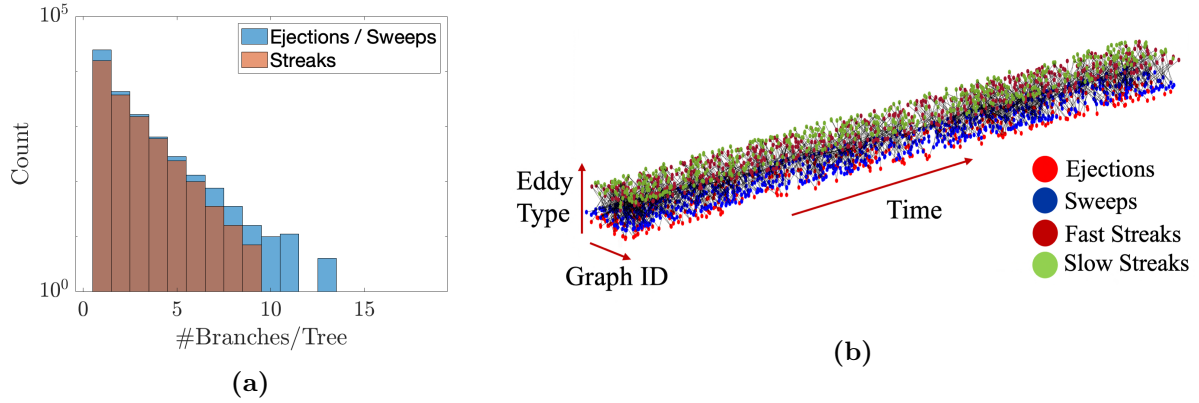 10^5
Ejections / Sweeps
Streaks
Count
10^0
0
5
10
15
#Branches/Tree
(a)
Eddy
Type
Graph ID
Time
Ejections
Sweeps
Fast Streaks
Slow Streaks
(b)